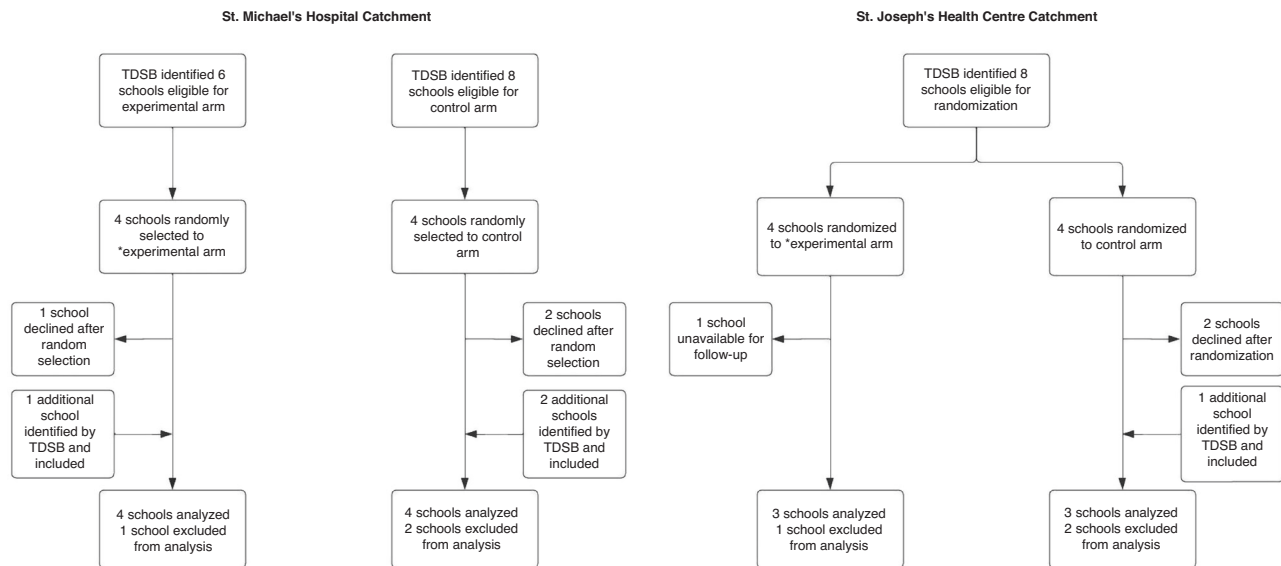 St. Michael's Hospital Catchment
TDSB identified 6
schools eligible for
experimental arm
TDSB identified 8
schools eligible for
control arm
4 schools randomly
selected to
*experimental arm
4 schools randomly
selected to control
arm
1 school
declined after
random
selection
2 schools
declined after
random
selection
1 additional
school
identified by
TDSB and
included
2 additional
schools
identified by
TDSB and
included
4 schools analyzed
1 school excluded
from analysis
4 schools analyzed
2 schools excluded
from analysis
St. Joseph's Health Centre Catchment
TDSB identified 8
schools eligible for
randomization
4 schools randomized
to *experimental arm
4 schools randomized
to control arm
1 school
unavailable for
follow-up
2 schools
declined after
randomization
1 additional
school
identified by
TDSB and
included
3 schools analyzed
1 school excluded
from analysis
3 schools analyzed
2 schools excluded
from analysis